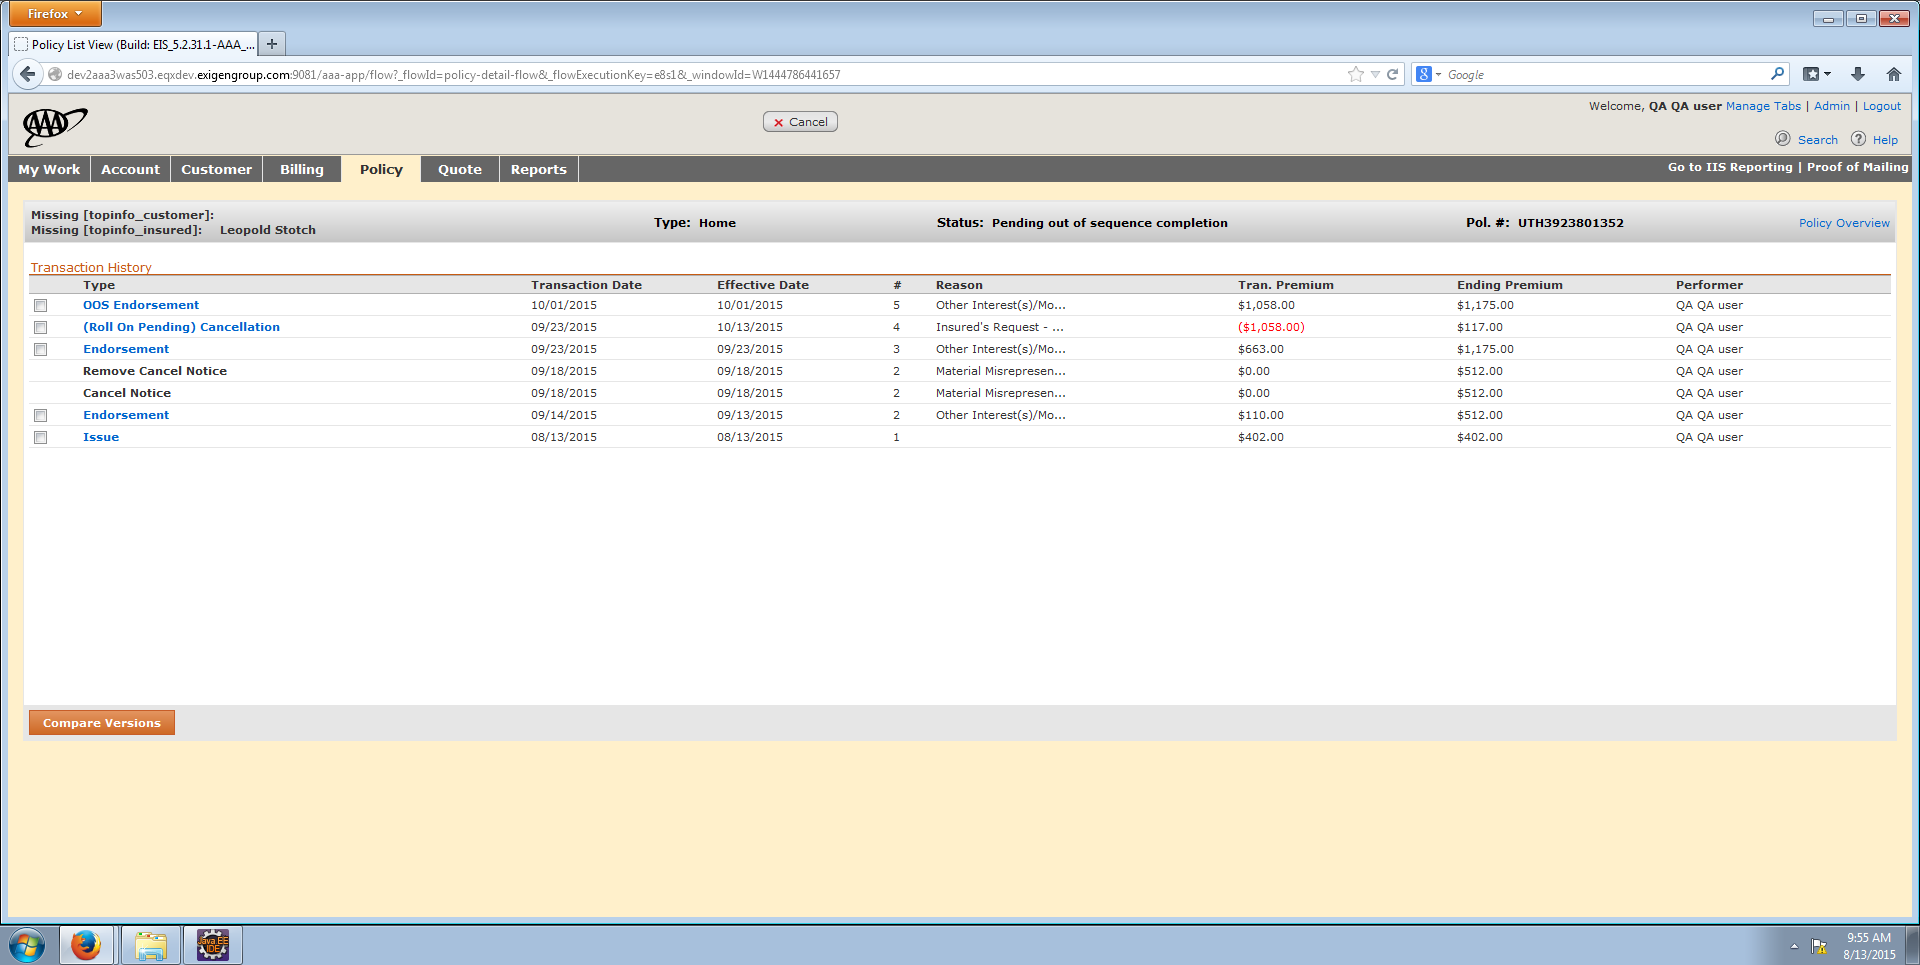 Firefox
Policy List View (Build: EIS_5.2.31.1-AAA_...
dev2aaa3was503.eqxdev.exigengroup.com:9081/aaa-app/flow?_flowId=policy-detail-flow&_flowExecutionKey=e8s1&_windowId=W1444786441657
8 Google
AAA
Cancel
Welcome, QA QA user Manage Tabs | Admin | Logout
Search Help
My Work Account Customer Billing Policy Quote Reports Go to IIS Reporting | Proof of Mailing
Missing [topinfo_customer]:
Missing [topinfo_insured]: Leopold Stotch
Type: Home Status: Pending out of sequence completion Pol. #: UTH3923801352 Policy Overview
Transaction History
Type Transaction Date Effective Date # Reason Tran. Premium Ending Premium Performer
OOS Endorsement 10/01/2015 10/01/2015 5 Other Interest(s)/Mo... $1,058.00 $1,175.00 QA QA user
(Roll On Pending) Cancellation 09/23/2015 10/13/2015 4 Insured's Request - ... ($1,058.00) $117.00 QA QA user
Endorsement 09/23/2015 09/23/2015 3 Other Interest(s)/Mo... $663.00 $1,175.00 QA QA user
Remove Cancel Notice 09/18/2015 09/18/2015 2 Material Misrepresen... $0.00 $512.00 QA QA user
Cancel Notice 09/18/2015 09/18/2015 2 Material Misrepresen... $0.00 $512.00 QA QA user
Endorsement 09/14/2015 09/13/2015 2 Other Interest(s)/Mo... $110.00 $512.00 QA QA user
Issue 08/13/2015 08/13/2015 1 $402.00 $402.00 QA QA user
Compare Versions
Java EE
IDE
9:55 AM
8/13/2015